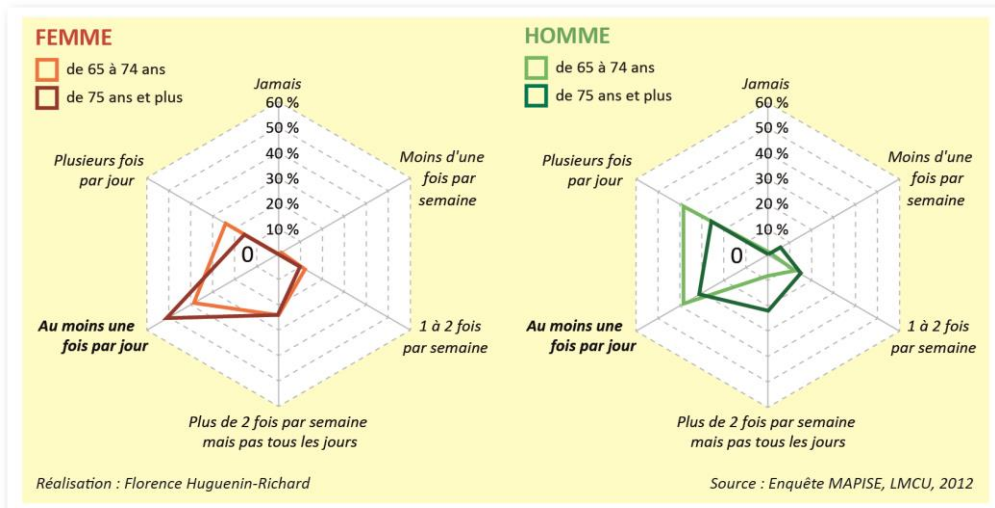 FEMME
de 65 à 74 ans
de 75 ans et plus
Jamais
60 %
50 %
40 %
30 %
20 %
10 %
0
Moins d'une
fois par
semaine
1 à 2 fois
par semaine
Plus de 2 fois par semaine
mais pas tous les jours
Au moins une
fois par jour
Plusieurs fois
par jour
HOMME
de 65 à 74 ans
de 75 ans et plus
Jamais
60 %
50 %
40 %
30 %
20 %
10 %
0
Moins d'une
fois par
semaine
1 à 2 fois
par semaine
Plus de 2 fois par semaine
mais pas tous les jours
Au moins une
fois par jour
Plusieurs fois
par jour
Réalisation : Florence Huguenin-Richard
Source : Enquête MAPISE, LMCU, 2012